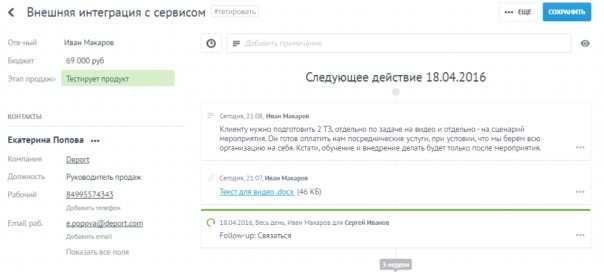 Внешняя интеграция с сервисом #тегировать
••• ЕЩЕ СОХРАНИТЬ
Отв-ный Иван Макаров
Бюджет 69 000 руб
Этап продажи Тестирует продукт
КОНТАКТЫ
Екатерина Попова •••
Компания Deport
Должность Руководитель продаж
Рабочий 84995574343
Добавить телефон
Email раб. e.popova@deport.com
Добавить email
Показать все поля
Добавить примечание
Следующее действие 18.04.2016
Сегодня, 21:08, Иван Макаров
Клиенту нужно подготовить 2 ТЗ, отдельно по задаче на видео и отдельно - на сценарий
мероприятия. Он готов оплатить нам посреднические услуги, при условии, что мы берём всю
организацию на себя. Кстати, обучение и внедрение делать будет только после мероприятия.
Сегодня, 21:07, Иван Макаров
Текст для видео .docx (46 КБ)
18.04.2016, Весь день, Иван Макаров для Сергей Иванов
Follow-up: Связаться
3 недели